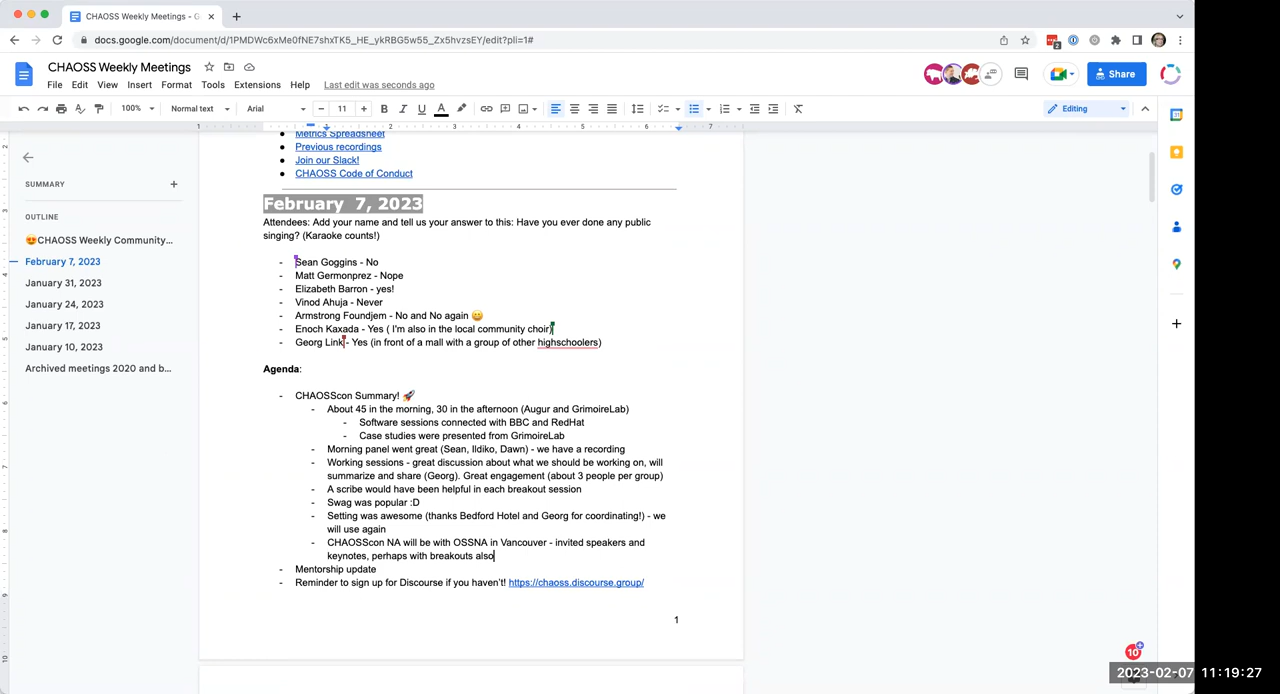 CHAOSS Weekly Meetings - G
docs.google.com/document/d/1PMDWc6xMe0fNE7shxTK5_HE_ykRBG5w55_Zx5hvzsEY/edit?pli=1#
2
CHAOSS Weekly Meetings
File Edit View Insert Format Tools Extensions Help Last edit was seconds ago
Share
100% Normal text Arial 11 B I U A Editing
1 2 3 4 5 6 7
SUMMARY
OUTLINE
😍CHAOSS Weekly Community...
February 7, 2023
January 31, 2023
January 24, 2023
January 17, 2023
January 10, 2023
Archived meetings 2020 and b...
Metrics Spreadsheet
Previous recordings
Join our Slack!
CHAOSS Code of Conduct
February 7, 2023
Attendees: Add your name and tell us your answer to this: Have you ever done any public
singing? (Karaoke counts!)
- Sean Goggins - No
- Matt Germonprez - Nope
- Elizabeth Barron - yes!
- Vinod Ahuja - Never
- Armstrong Foundjem - No and No again 😄
- Enoch Kaxada - Yes ( I'm also in the local community choir)
- Georg Link - Yes (in front of a mall with a group of other highschoolers)
Agenda:
- CHAOSScon Summary! 🚀
- About 45 in the morning, 30 in the afternoon (Augur and GrimoireLab)
- Software sessions connected with BBC and RedHat
- Case studies were presented from GrimoireLab
- Morning panel went great (Sean, Ildiko, Dawn) - we have a recording
- Working sessions - great discussion about what we should be working on, will
summarize and share (Georg). Great engagement (about 3 people per group)
- A scribe would have been helpful in each breakout session
- Swag was popular :D
- Setting was awesome (thanks Bedford Hotel and Georg for coordinating!) - we
will use again
- CHAOSScon NA will be with OSSNA in Vancouver - invited speakers and
keynotes, perhaps with breakouts also
- Mentorship update
- Reminder to sign up for Discourse if you haven't! https://chaoss.discourse.group/
1
10
2023-02-07 11:19:27